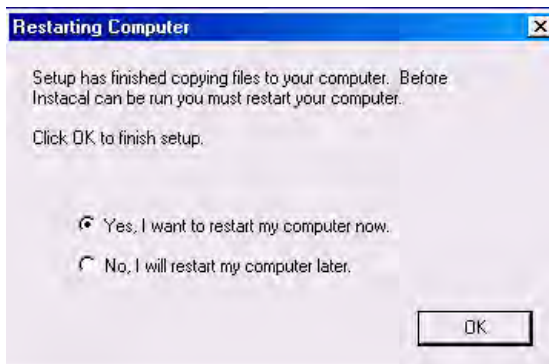 Restarting Computer
Setup has finished copying files to your computer. Before
Instacal can be run you must restart your computer.
Click OK to finish setup.
Yes, I want to restart my computer now.
No, I will restart my computer later.
OK